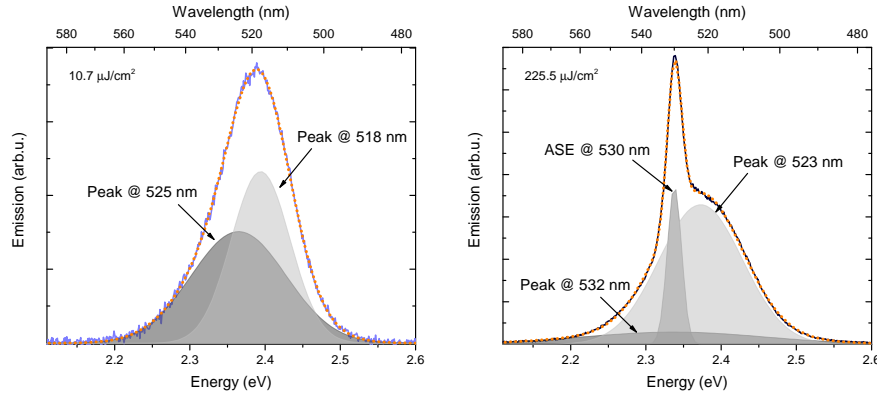 Wavelength (nm)
580 560 540 520 500 480
10.7 μJ/cm²
Peak @ 518 nm
Peak @ 525 nm
Emission (arb.u.)
2.2 2.3 2.4 2.5 2.6
Energy (eV)
Wavelength (nm)
580 560 540 520 500 480
225.5 μJ/cm²
ASE @ 530 nm
Peak @ 523 nm
Peak @ 532 nm
Emission (arb.u.)
2.2 2.3 2.4 2.5 2.6
Energy (eV)